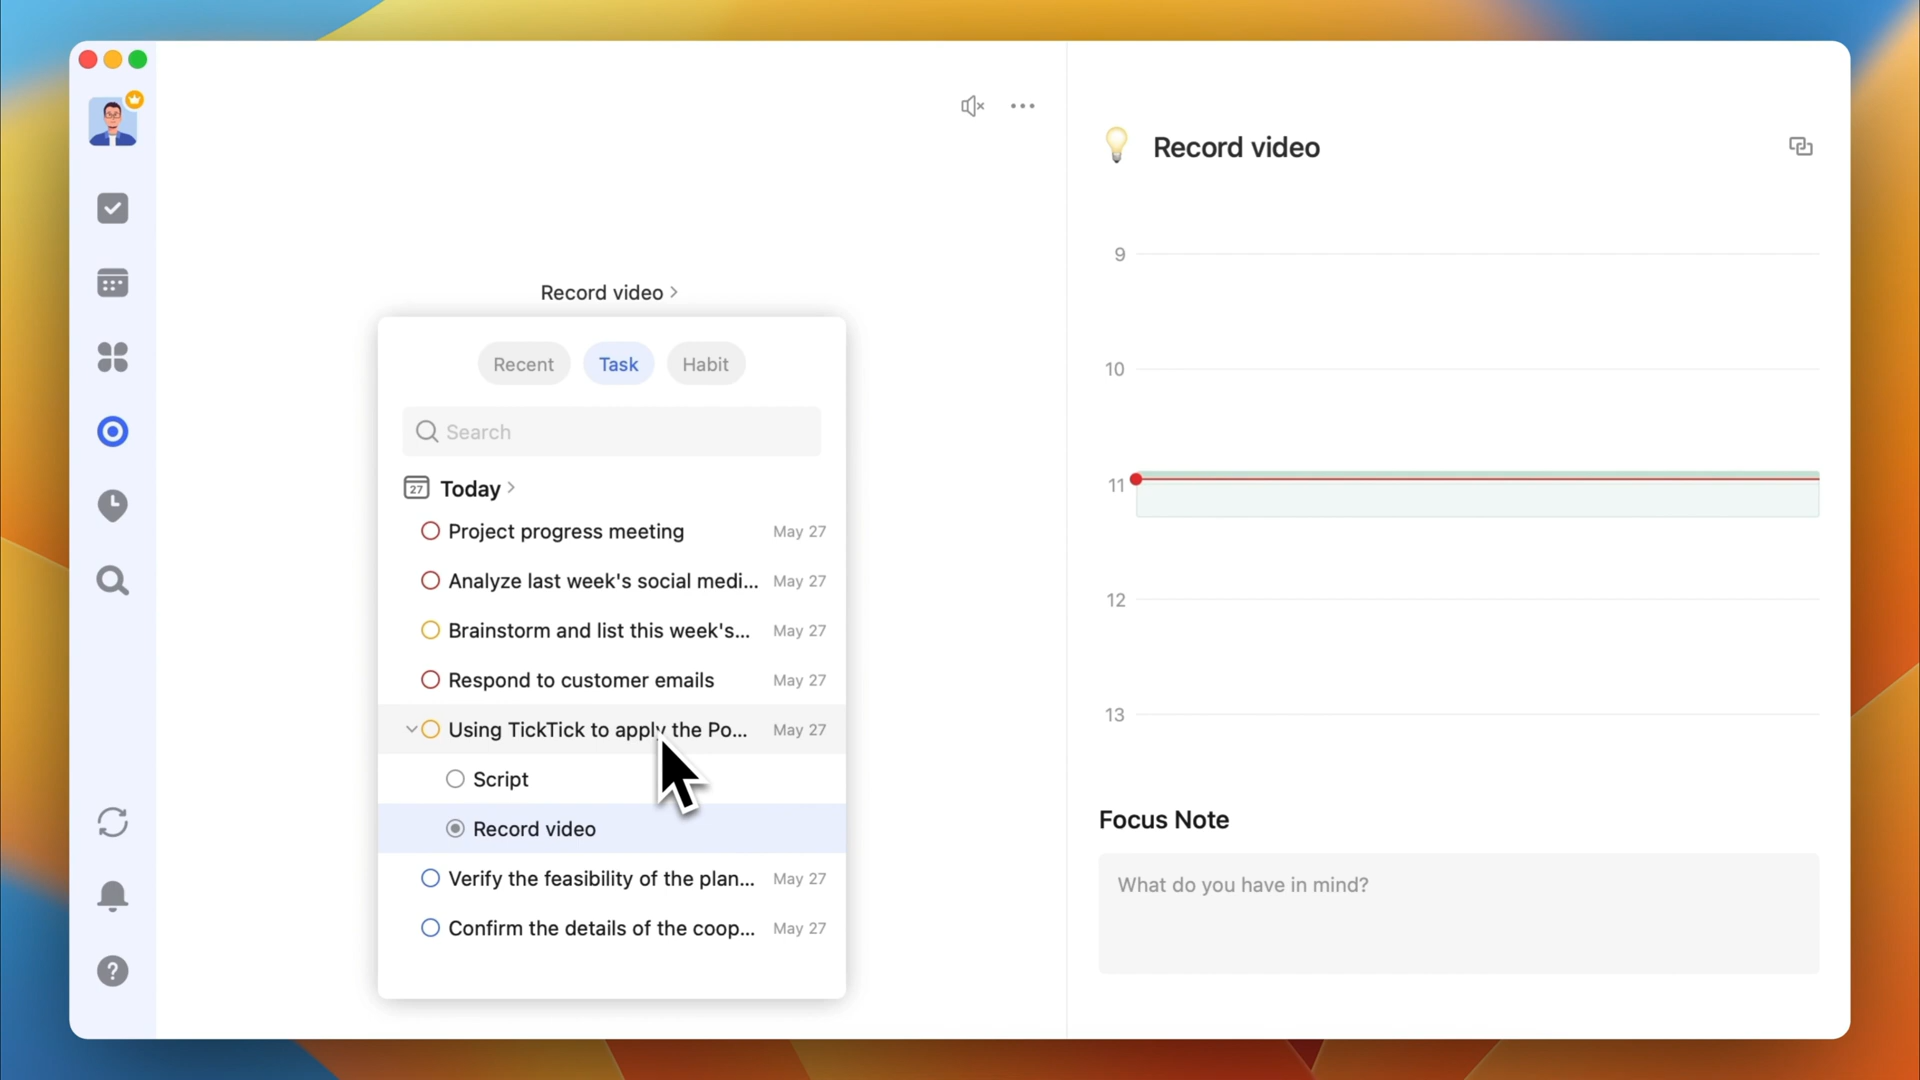 Record video
Record video
Recent Task Habit
Search
27 Today
Project progress meeting May 27
Analyze last week's social medi... May 27
Brainstorm and list this week's... May 27
Respond to customer emails May 27
Using TickTick to apply the Po... May 27
Script
Record video
Verify the feasibility of the plan... May 27
Confirm the details of the coop... May 27
9
10
11
12
13
Focus Note
What do you have in mind?
?